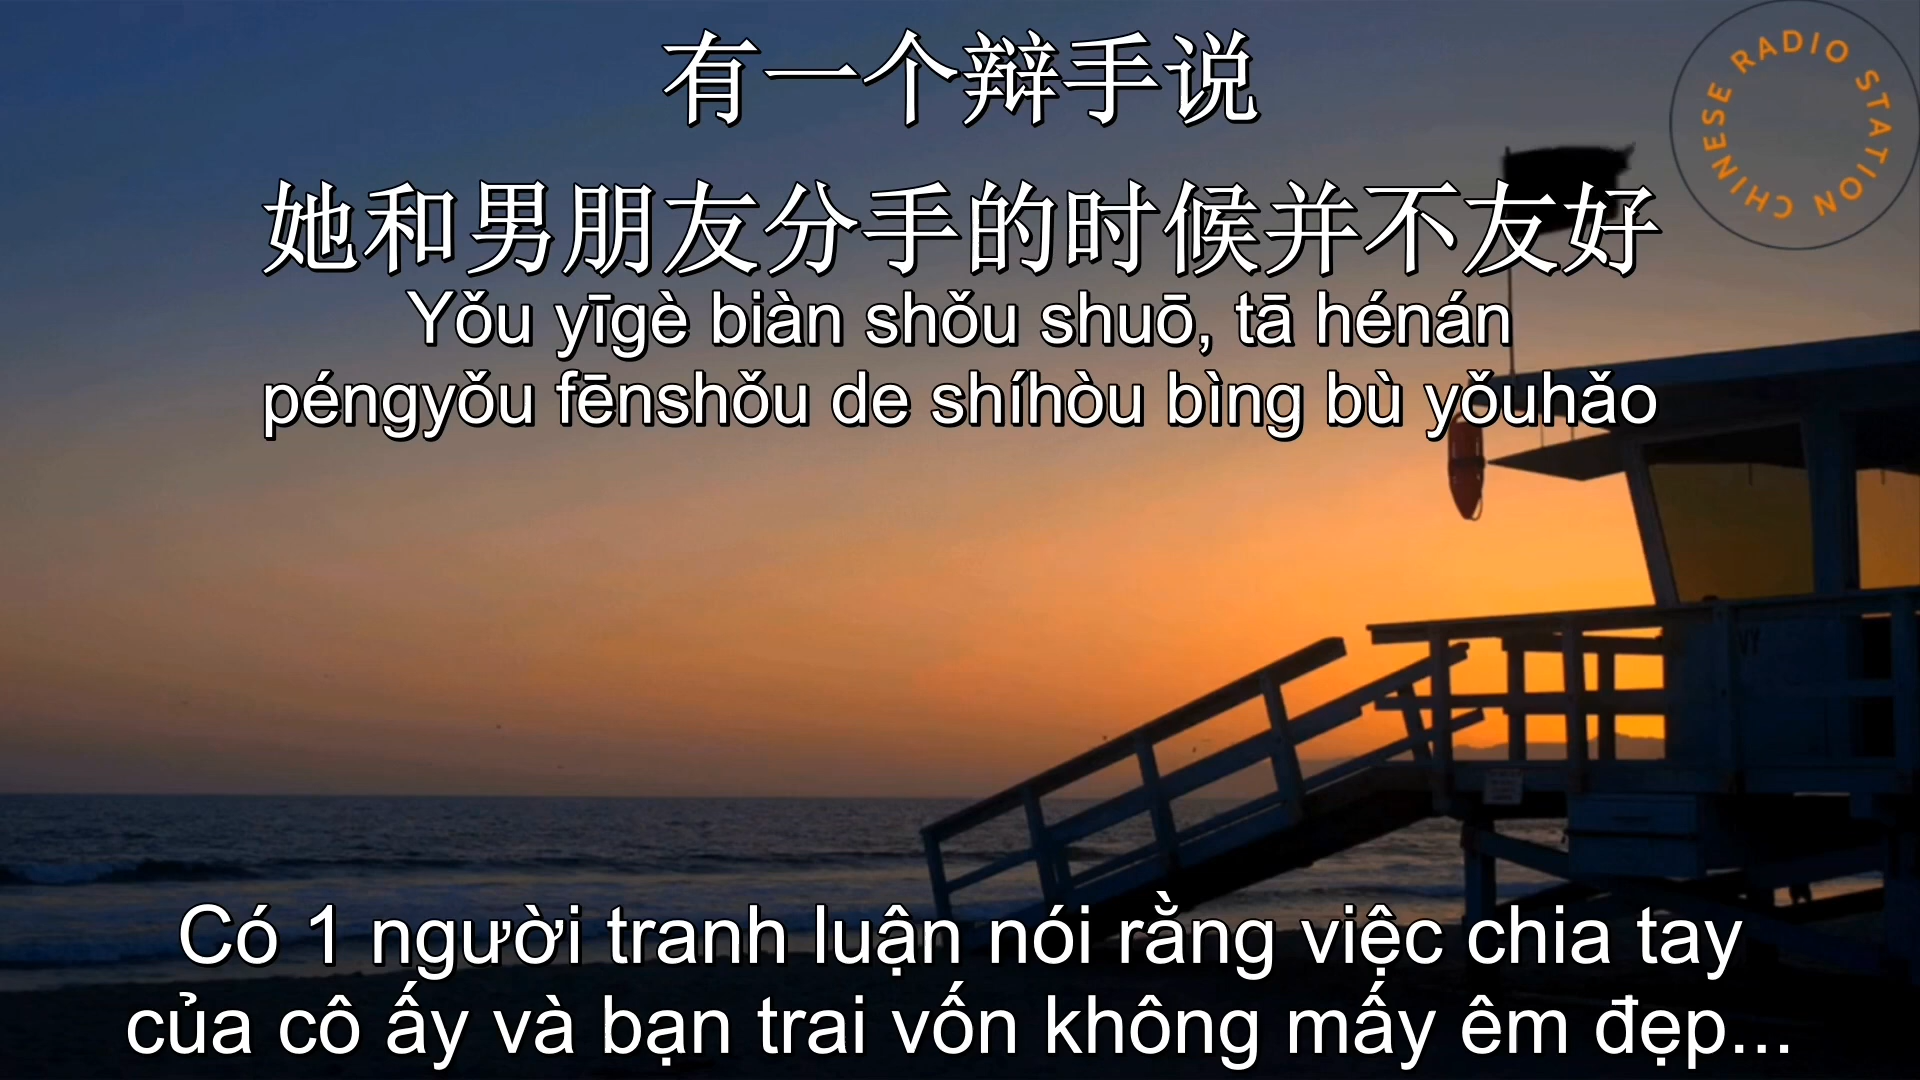 有一个辩手说
她和男朋友分手的时候并不友好
Yǒu yīgè biàn shǒu shuō, tā hénán
péngyǒu fēnshǒu de shíhòu bìng bù yǒuhǎo
CHINESE RADIO STATION
VY
Có 1 người tranh luận nói rằng việc chia tay
của cô ấy và bạn trai vốn không mấy êm đẹp...